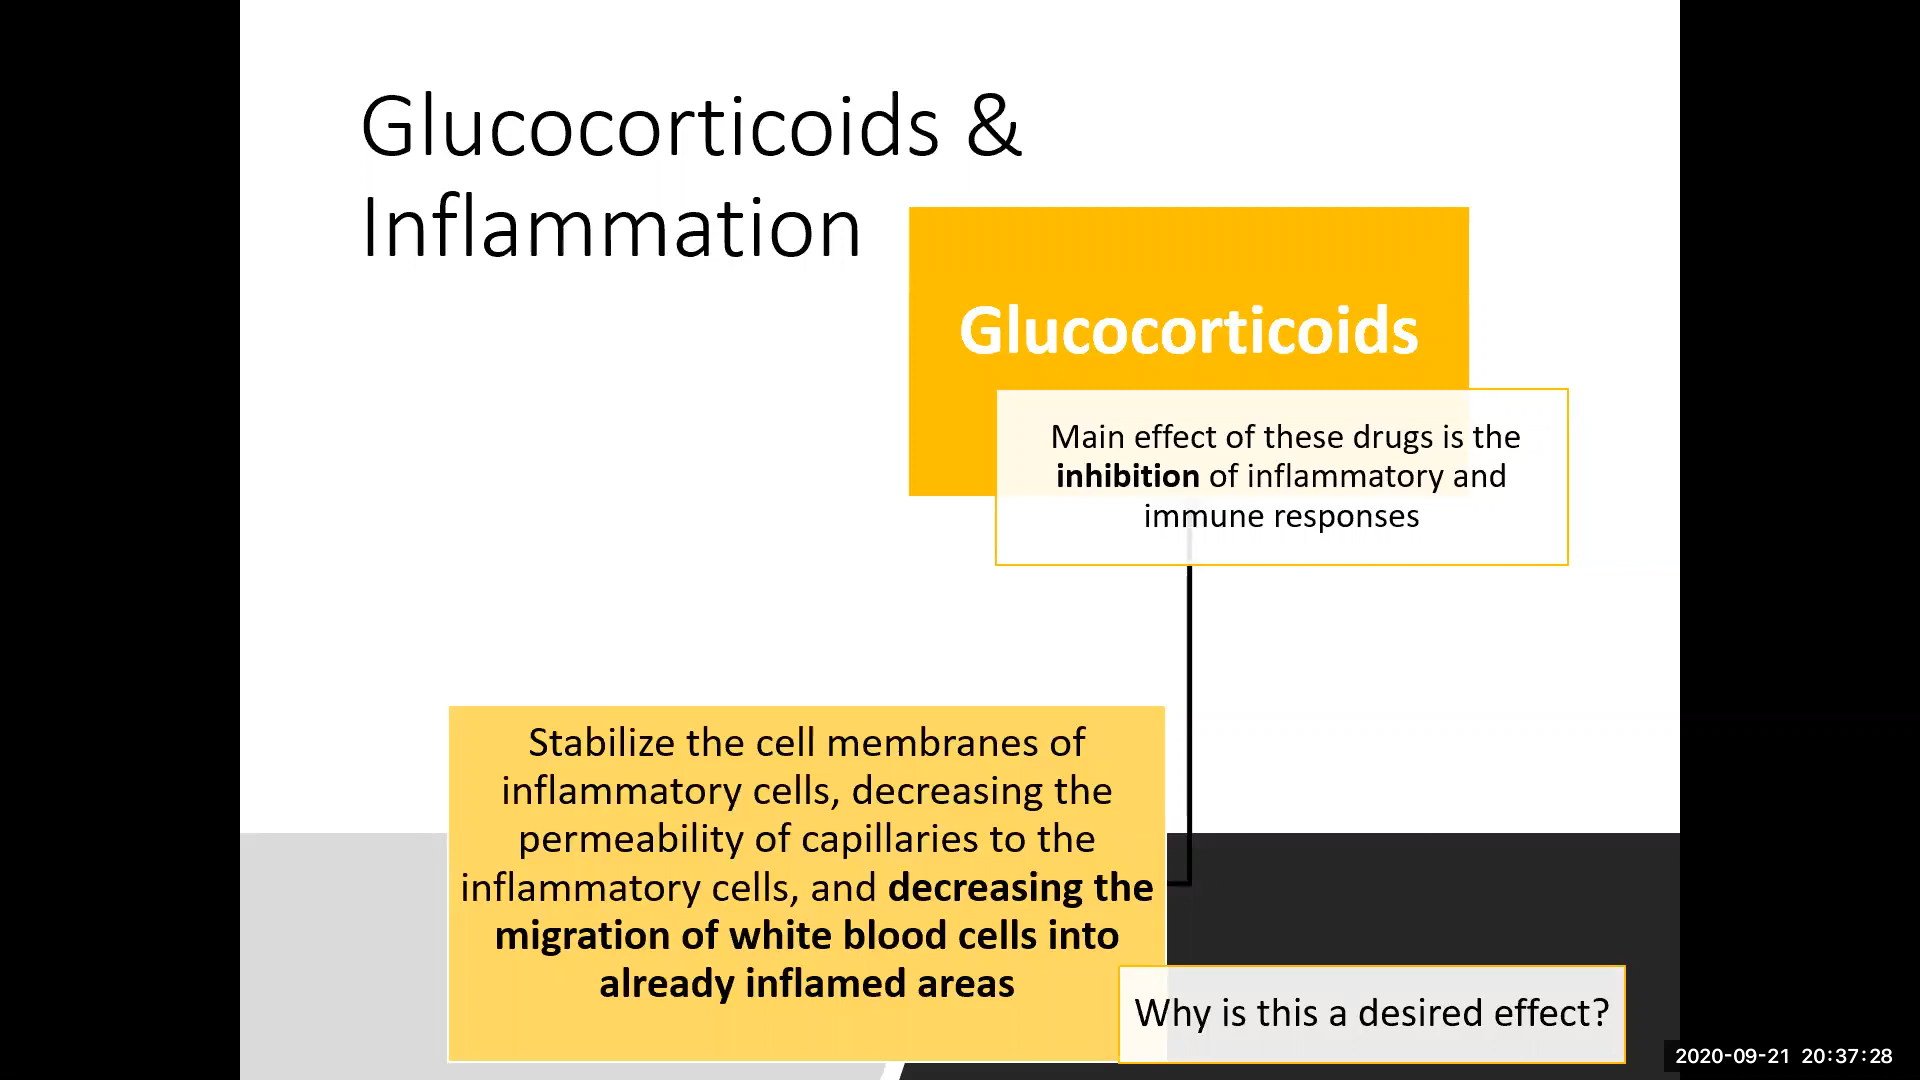 Glucocorticoids &
Inflammation
Glucocorticoids
Main effect of these drugs is the
inhibition of inflammatory and
immune responses
Stabilize the cell membranes of
inflammatory cells, decreasing the
permeability of capillaries to the
inflammatory cells, and decreasing the
migration of white blood cells into
already inflamed areas
Why is this a desired effect?
2020-09-21 20:37:28